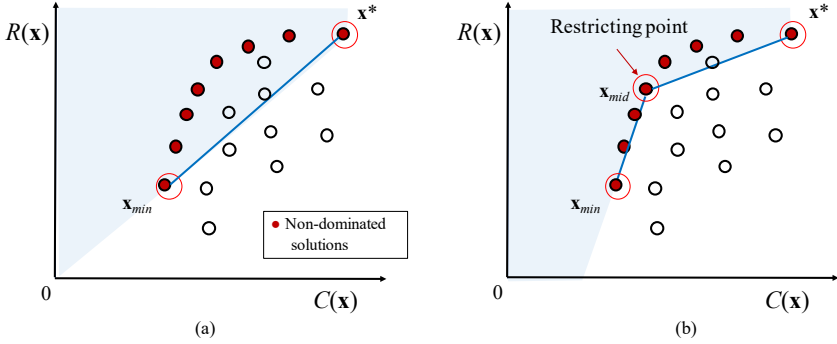 R(x)
x*
x_min
Non-dominated
solutions
0
C(x)
(a)
R(x)
Restricting point
x*
x_mid
x_min
0
C(x)
(b)